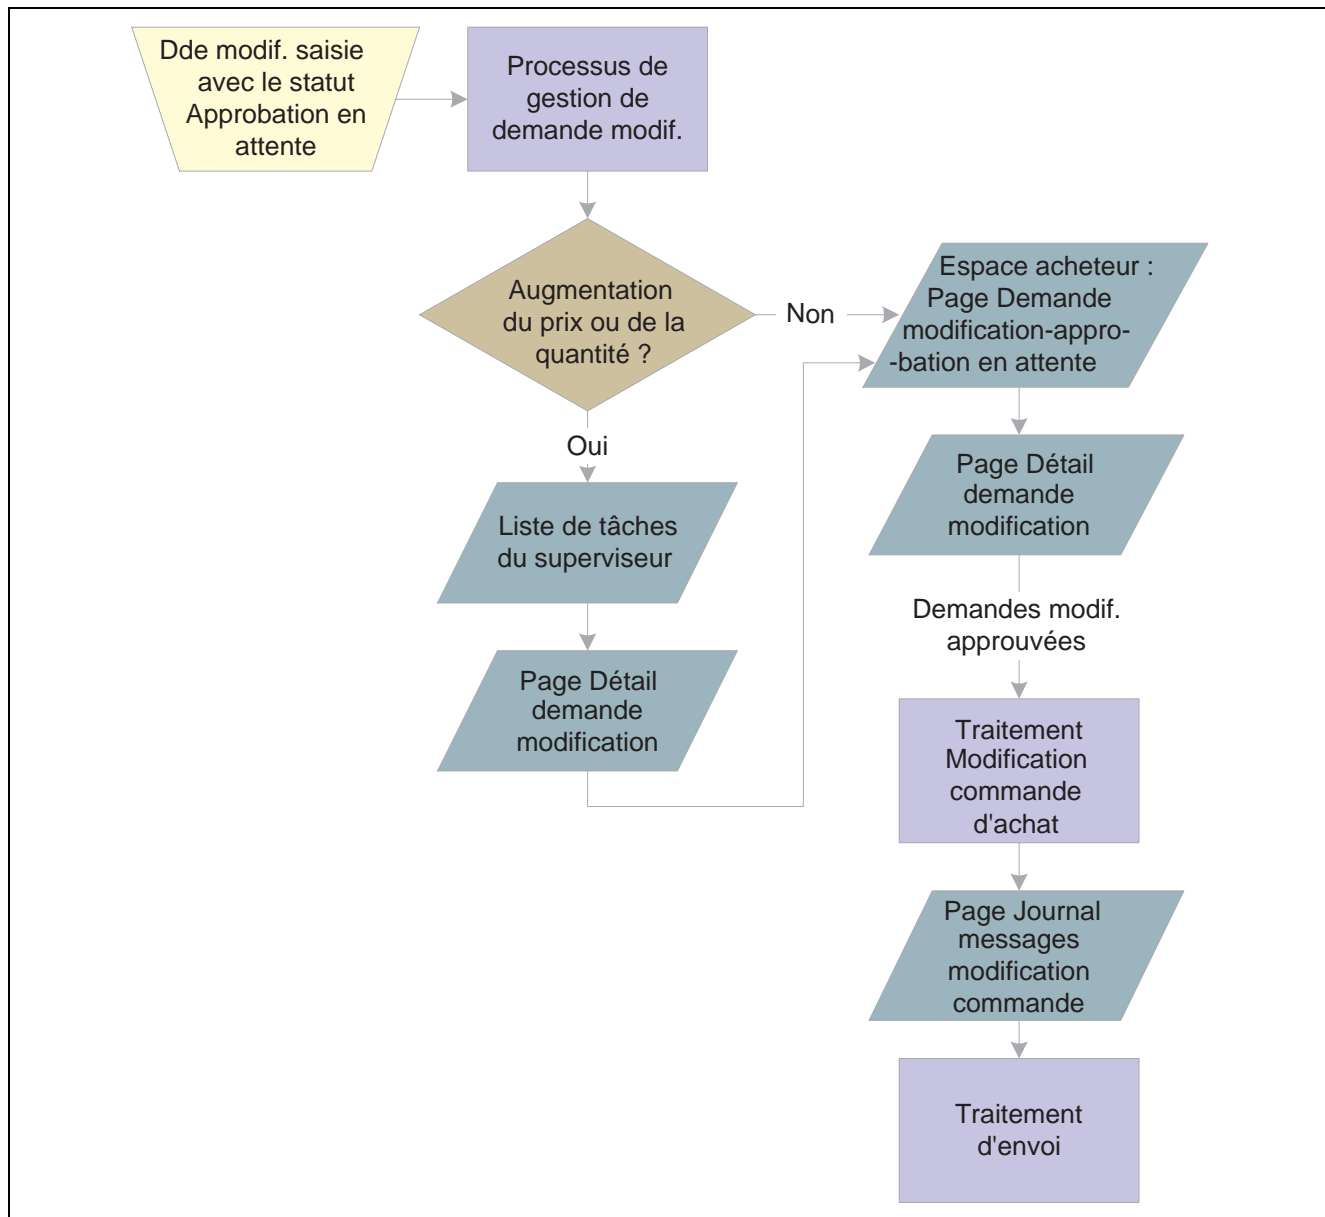 Dde modif. saisie
avec le statut
Approbation en
attente
Processus de
gestion de
demande modif.
Augmentation
du prix ou de la
quantité ?
Non
Oui
Espace acheteur :
Page Demande
modification-appro-
-bation en attente
Liste de tâches
du superviseur
Page Détail
demande
modification
Page Détail
demande
modification
Demandes modif.
approuvées
Traitement
Modification
commande
d'achat
Page Journal
messages
modification
commande
Traitement
d'envoi